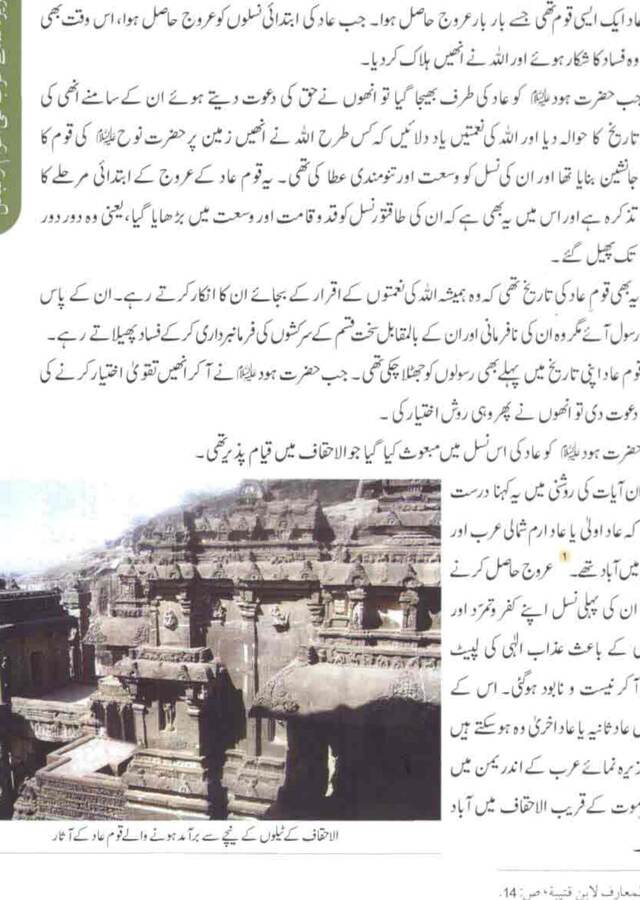 عاد ایک ایسی قوم تھی جسے بار بار عروج حاصل ہوا۔ جب عاد کی ابتدائی نسلوں کو عروج حاصل ہوا، اس وقت بھی
وہ فساد کا شکار ہوئے اور اللہ نے انھیں ہلاک کر دیا۔
جب حضرت ہود علیہ السلام کو عاد کی طرف بھیجا گیا تو انھوں نے حق کی دعوت دیتے ہوئے ان کے سامنے انھی کی
تاریخ کا حوالہ دیا اور اللہ کی نعمتیں یاد دلائیں کہ کس طرح اللہ نے انھیں زمین پر حضرت نوح علیہ السلام کی قوم کا
جانشین بنایا تھا اور ان کی نسل کو وسعت اور تنومندی عطا کی تھی۔ یہ قوم عاد کے عروج کے ابتدائی مرحلے کا
تذکرہ ہے اور اس میں یہ بھی ہے کہ ان کی طاقتور نسل کو قد و قامت اور وسعت میں بڑھایا گیا، یعنی وہ دور دور
تک پھیل گئے۔
یہ بھی قومِ عاد کی تاریخ تھی کہ وہ ہمیشہ اللہ کی نعمتوں کے اقرار کے بجائے ان کا انکار کرتے رہے۔ ان کے پاس
رسول آئے مگر وہ ان کی نافرمانی اور ان کے بالمقابل سخت قسم کے سرکشوں کی فرمانبرداری کر کے فساد پھیلاتے رہے۔
قوم عاد اپنی تاریخ میں پہلے بھی رسولوں کو جھٹلا چکی تھی۔ جب حضرت ہود علیہ السلام نے آ کر انھیں تقویٰ اختیار کرنے کی
دعوت دی تو انھوں نے پھر وہی روش اختیار کی۔
حضرت ہود علیہ السلام کو عاد کی اس نسل میں مبعوث کیا گیا جو الاحقاف میں قیام پذیر تھی۔
ان آیات کی روشنی میں یہ کہنا درست
کہ عاد اولیٰ یا عاد ارم شمالی عرب اور
میں آباد تھے۔ 1 عروج حاصل کرنے
ان کی پہلی نسل اپنے کفر و تمرّد اور
کے باعث عذاب الٰہی کی لپیٹ
آ کر نیست و نابود ہوگئی۔ اس کے
عاد ثانیہ یا عاد اخریٰ وہ ہو سکتے ہیں
زیرہ نمائے عرب کے اندر یمن میں
موت کے قریب الاحقاف میں آباد
الاحقاف کے ٹیلوں کے نیچے سے برآمد ہونے والے قوم عاد کے آثار
لمعارف لابن قتيبة، ص: 14.